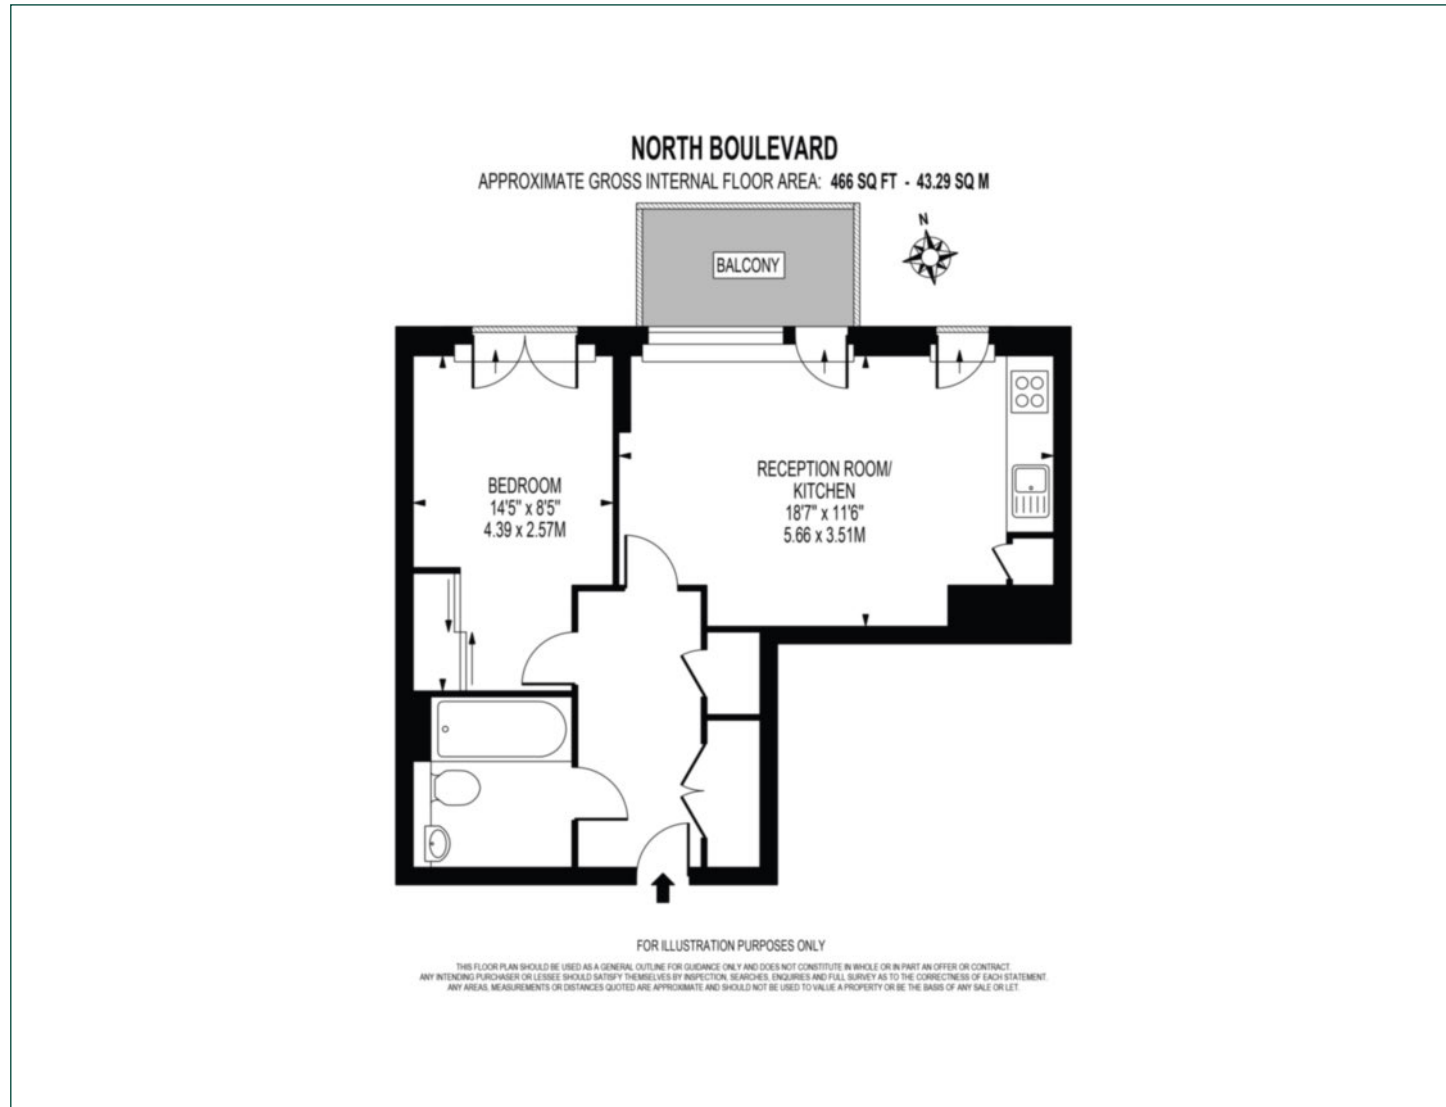 NORTH BOULEVARD
APPROXIMATE GROSS INTERNAL FLOOR AREA: 466 SQ FT - 43.29 SQ M
N
BALCONY
BEDROOM
14'5" x 8'5"
4.39 x 2.57M
RECEPTION ROOM/
KITCHEN
18'7" x 11'6"
5.66 x 3.51M
FOR ILLUSTRATION PURPOSES ONLY
THIS FLOOR PLAN SHOULD BE USED AS A GENERAL OUTLINE FOR GUIDANCE ONLY AND DOES NOT CONSTITUTE IN WHOLE OR IN PART AN OFFER OR CONTRACT.
ANY INTENDING PURCHASER OR LESSEE SHOULD SATISFY THEMSELVES BY INSPECTION, SEARCHES, ENQUIRIES AND FULL SURVEY AS TO THE CORRECTNESS OF EACH STATEMENT.
ANY AREAS, MEASUREMENTS OR DISTANCES QUOTED ARE APPROXIMATE AND SHOULD NOT BE USED TO VALUE A PROPERTY OR BE THE BASIS OF ANY SALE OR LET.